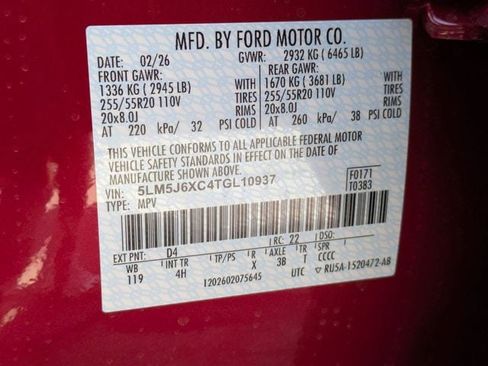 MFD. BY FORD MOTOR CO.
DATE: 02/26 GVWR: 2932 KG ( 6465 LB)
FRONT GAWR: REAR GAWR:
1336 KG ( 2945 LB) 1670 KG ( 3681 LB)
255/55R20 110V TIRES 255/55R20 110V TIRES
20x8.0J RIMS 20x8.0J RIMS
AT 220 kPa/ 32 PSI COLD AT 260 kPa/ 38 PSI COLD
THIS VEHICLE CONFORMS TO ALL APPLICABLE FEDERAL MOTOR
VEHICLE SAFETY STANDARDS IN EFFECT ON THE DATE OF
MANUFACTURE SHOWN ABOVE.
VIN: 5LM5J6XC4TGL10937 F0171
TYPE: MPV T0383
EXT PNT: D4 RC: 22 DSO:
WB INT TR TP/PS R AXLE TR SPR
119 4H X 3B T CCCC
1202602075645 UTC ▽ RU5A-1520472-AB